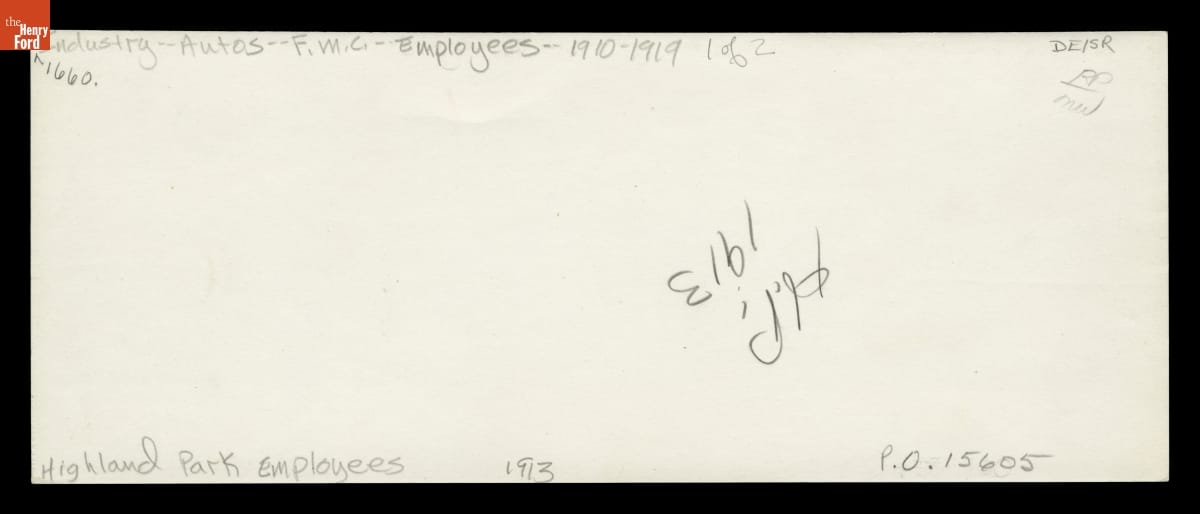 the
Henry
Ford
Industry--Autos--F.M.C.--Employees--1910-1919 1 of 2
DE/SR
1660.
1913
H.P.
Highland Park Employees 1913 P.O. 15605